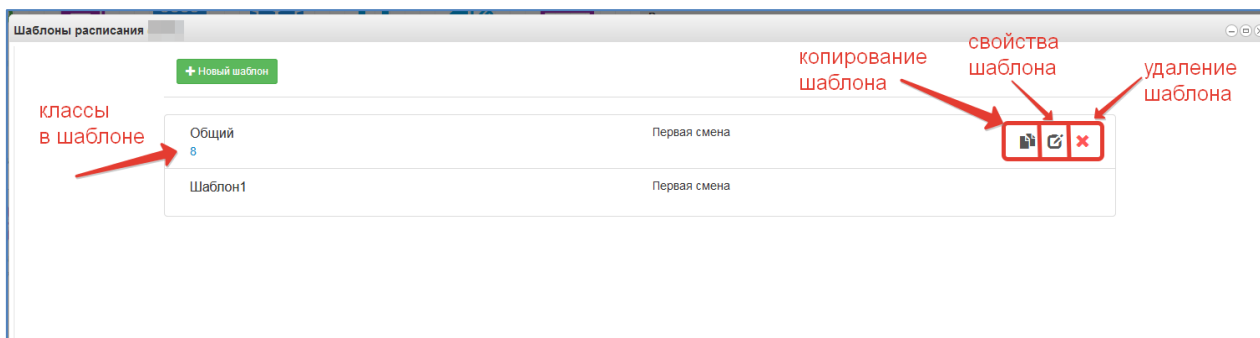 Шаблоны расписания
Новый шаблон
копирование
шаблона
свойства
шаблона
удаление
шаблона
классы
в шаблоне
Общий
Первая смена
8
Шаблон1
Первая смена